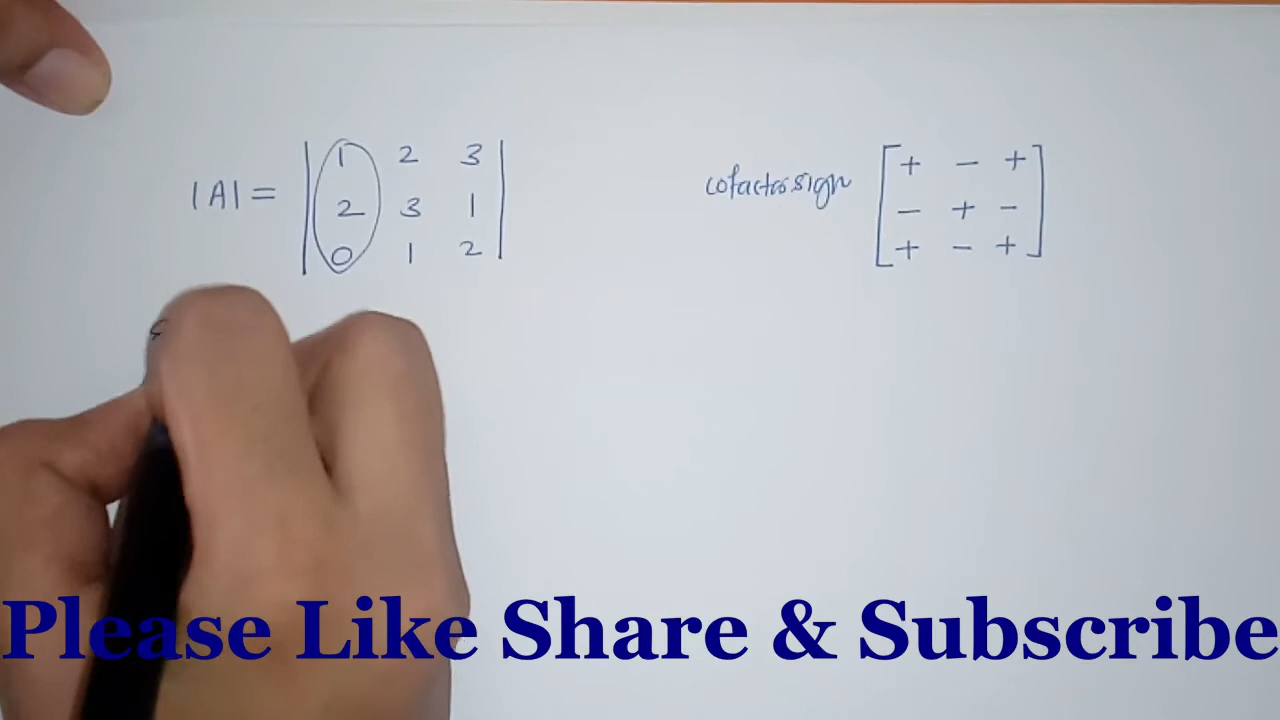 |A| = | 1 2 3 |
| 2 3 1 |
| 0 1 2 |
cofactor sign [ + - + ]
[ - + - ]
[ + - + ]
Please Like Share & Subscribe